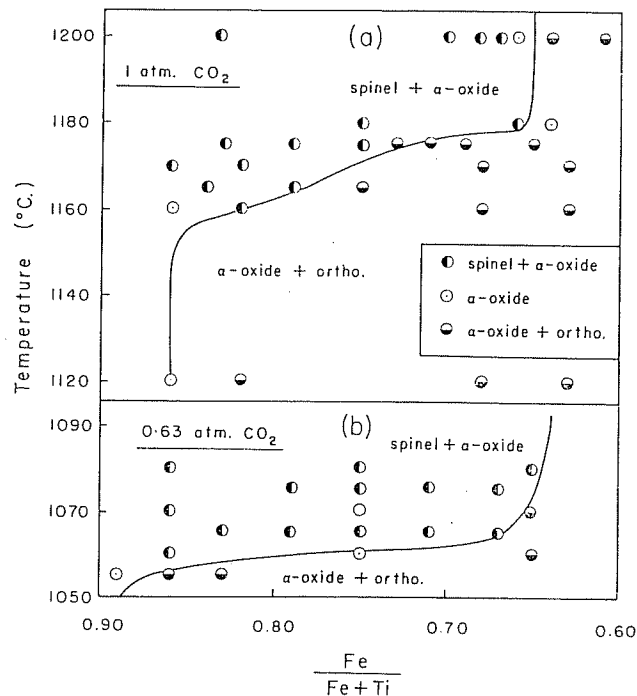 1200
(a)
1 atm. CO2
spinel + α-oxide
1180
1160
α-oxide + ortho.
spinel + α-oxide
α-oxide
α-oxide + ortho.
1140
1120
Temperature (°C.)
0·63 atm. CO2
(b)
1090
spinel + α-oxide
1070
α-oxide + ortho.
1050
0.90
0.80
0.70
0.60
Fe
Fe + Ti